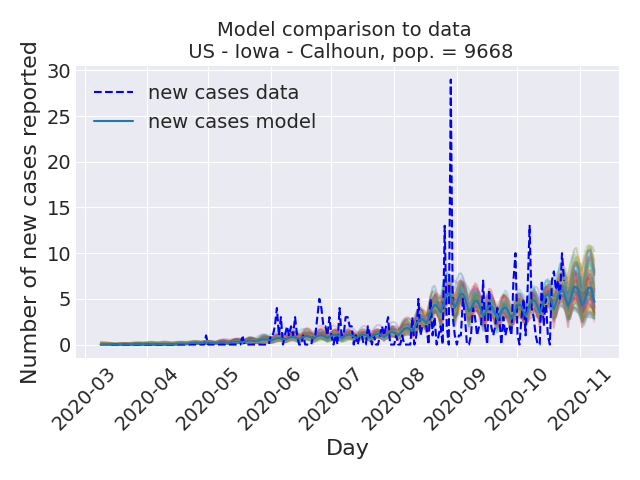 Model comparison to data
US - Iowa - Calhoun, pop. = 9668
Number of new cases reported
30
25
20
15
10
5
0
new cases data
new cases model
2020-03
2020-04
2020-05
2020-06
2020-07
2020-08
2020-09
2020-10
2020-11
Day